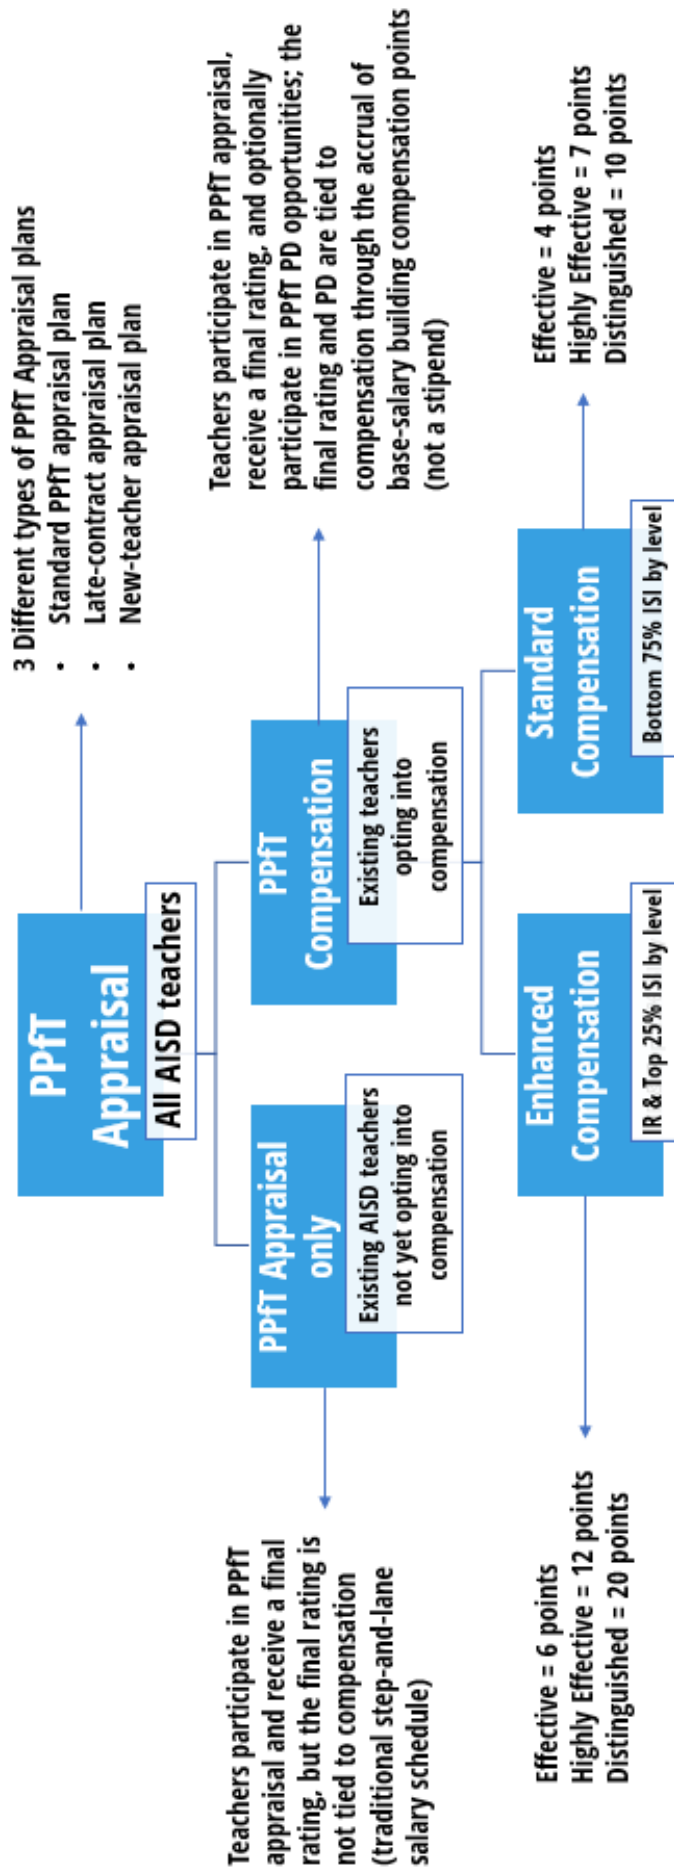 PPfT
Appraisal
All AISD teachers
3 Different types of PPfT Appraisal plans
• Standard PPfT appraisal plan
• Late-contract appraisal plan
• New-teacher appraisal plan
Teachers participate in PPfT
appraisal and receive a final
rating, but the final rating is
not tied to compensation
(traditional step-and-lane
salary schedule)
PPfT Appraisal
only
Existing AISD teachers
not yet opting into
compensation
PPfT
Compensation
Existing teachers
opting into
compensation
Teachers participate in PPfT appraisal,
receive a final rating, and optionally
participate in PPfT PD opportunities; the
final rating and PD are tied to
compensation through the accrual of
base-salary building compensation points
(not a stipend)
Effective = 6 points
Highly Effective = 12 points
Distinguished = 20 points
Enhanced
Compensation
IR & Top 25% ISI by level
Standard
Compensation
Bottom 75% ISI by level
Effective = 4 points
Highly Effective = 7 points
Distinguished = 10 points